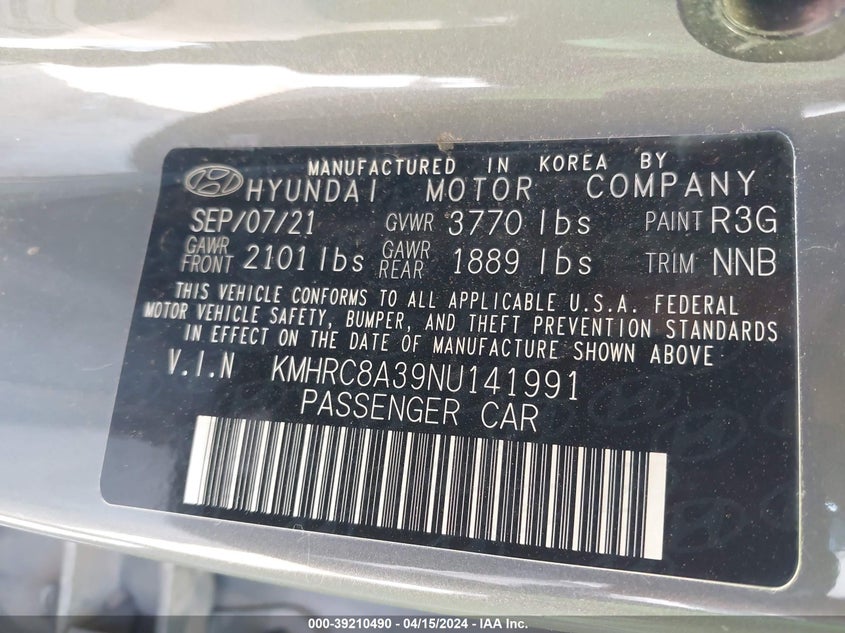 MANUFACTURED IN KOREA BY
HYUNDAI MOTOR COMPANY
SEP/07/21 GVWR 3770 lbs PAINT R3G
GAWR FRONT 2101 lbs GAWR REAR 1889 lbs TRIM NNB
THIS VEHICLE CONFORMS TO ALL APPLICABLE U.S.A. FEDERAL
MOTOR VEHICLE SAFETY, BUMPER, AND THEFT PREVENTION STANDARDS
IN EFFECT ON THE DATE OF MANUFACTURE SHOWN ABOVE
V.I.N KMHRC8A39NU141991
PASSENGER CAR
000-39210490 - 04/15/2024 - IAA Inc.